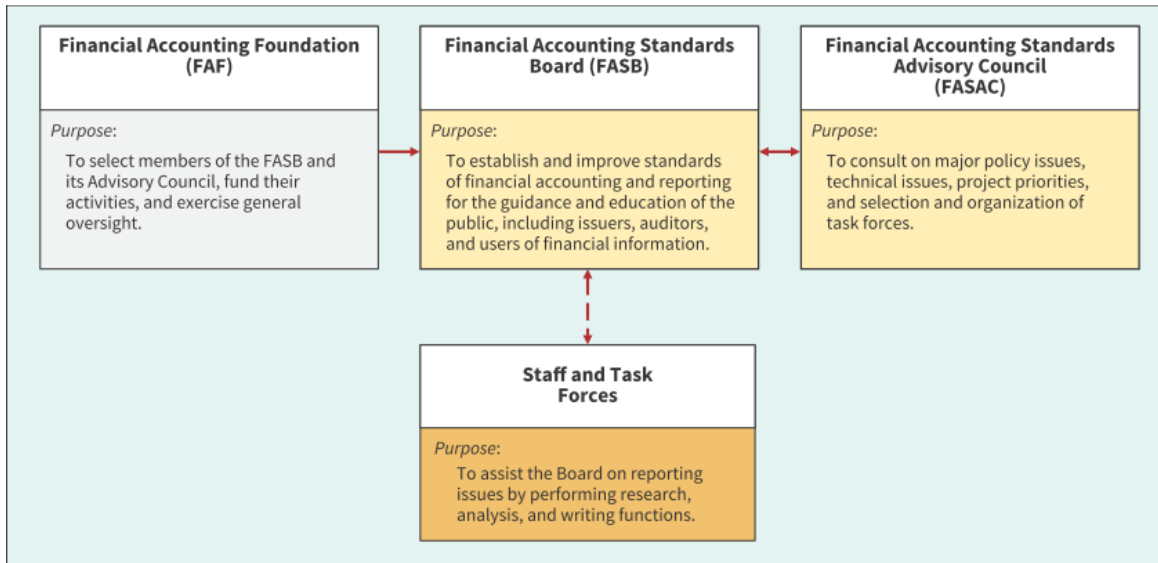 Financial Accounting Foundation
(FAF)
Purpose:
To select members of the FASB and
its Advisory Council, fund their
activities, and exercise general
oversight.
Financial Accounting Standards
Board (FASB)
Purpose:
To establish and improve standards
of financial accounting and reporting
for the guidance and education of the
public, including issuers, auditors,
and users of financial information.
Financial Accounting Standards
Advisory Council
(FASAC)
Purpose:
To consult on major policy issues,
technical issues, project priorities,
and selection and organization of
task forces.
Staff and Task
Forces
Purpose:
To assist the Board on reporting
issues by performing research,
analysis, and writing functions.